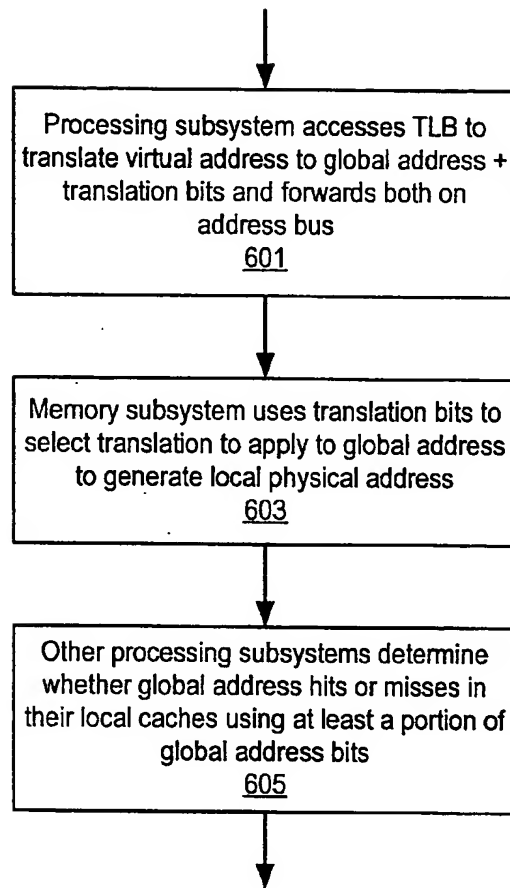 Processing subsystem accesses TLB to
translate virtual address to global address +
translation bits and forwards both on
address bus
601
Memory subsystem uses translation bits to
select translation to apply to global address
to generate local physical address
603
Other processing subsystems determine
whether global address hits or misses in
their local caches using at least a portion of
global address bits
605